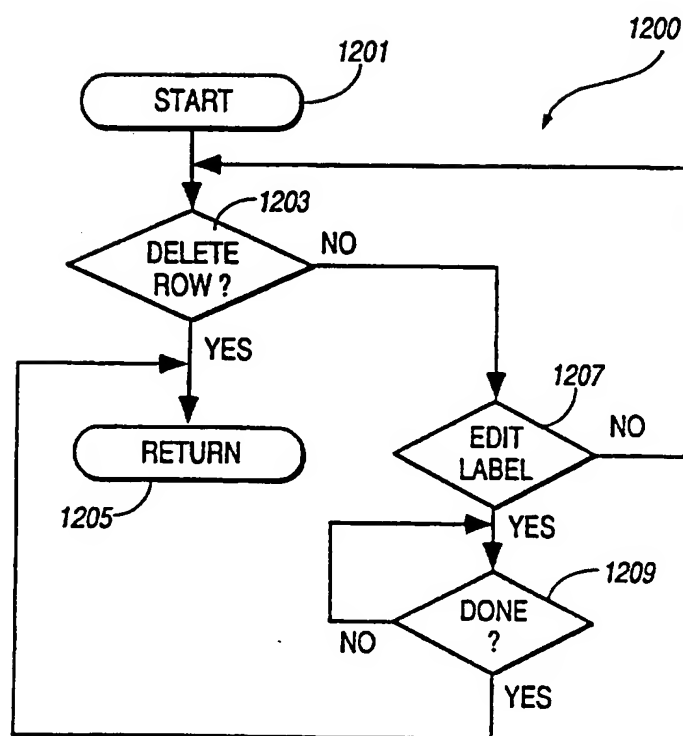 1200
1201
START
1203
DELETE
ROW ?
NO
YES
RETURN
1205
1207
EDIT
LABEL
NO
YES
1209
DONE
?
NO
YES